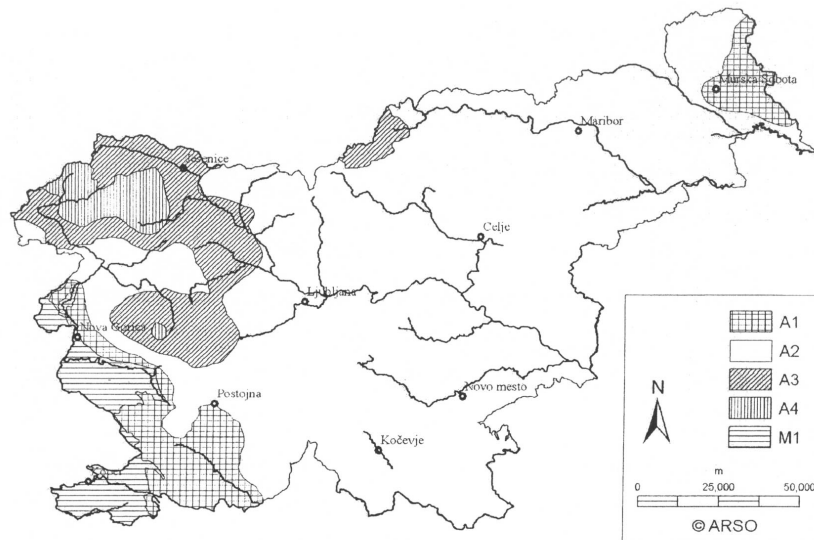 Murska Sobota
Maribor
Jesenice
Celje
Ljubljana
Nova Gorica
Postojna
Novo mesto
Kočevje
A1
A2
A3
A4
M1
N
m
0 25,000 50,000
© ARSO